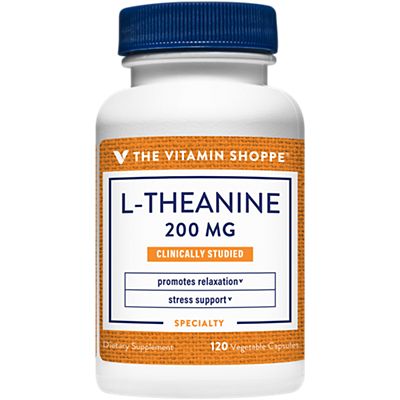 THE VITAMIN SHOPPE
L-THEANINE
200 MG
CLINICALLY STUDIED
promotes relaxation▼
stress support▼
SPECIALTY
Dietary Supplement 120 Vegetable Capsules